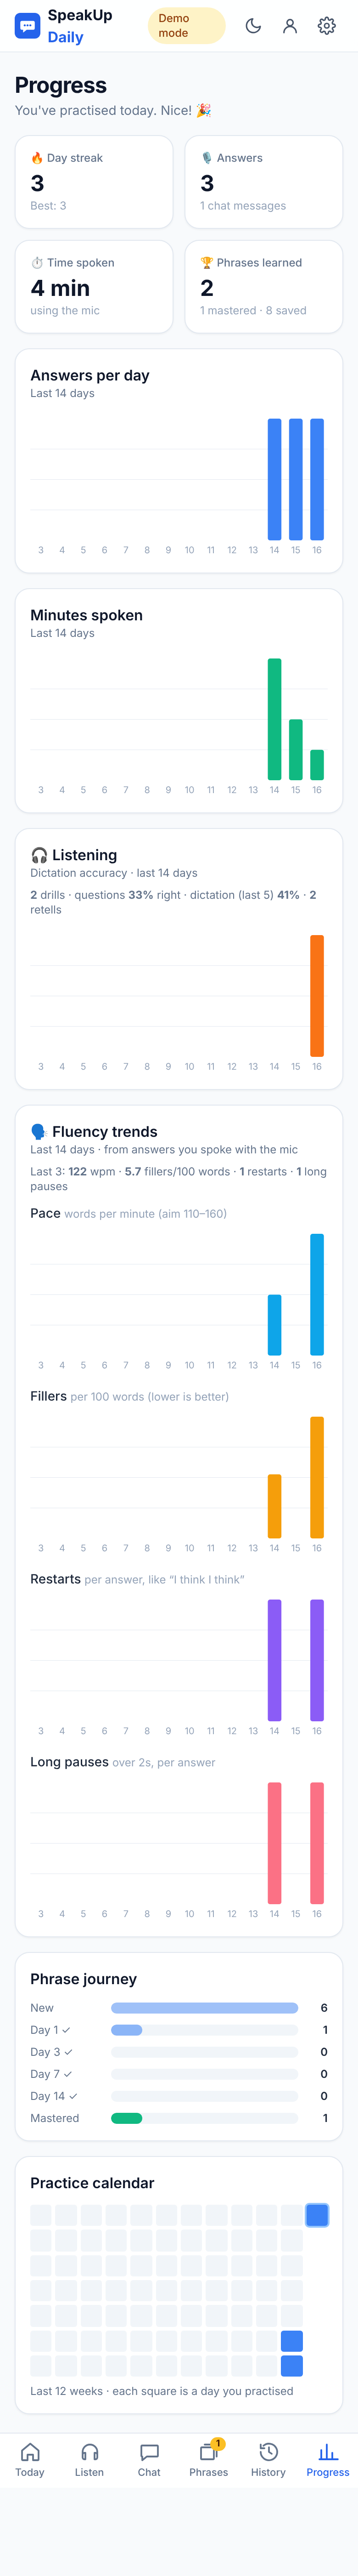 SpeakUp
Daily
Demo
mode
Progress
You've practised today. Nice! 🎉
🔥 Day streak
3
Best: 3
🎙️ Answers
3
1 chat messages
⏱️ Time spoken
4 min
using the mic
🏆 Phrases learned
2
1 mastered · 8 saved
Answers per day
Last 14 days
3 4 5 6 7 8 9 10 11 12 13 14 15 16
Minutes spoken
Last 14 days
3 4 5 6 7 8 9 10 11 12 13 14 15 16
🎧 Listening
Dictation accuracy · last 14 days
2 drills · questions 33% right · dictation (last 5) 41% · 2
retells
3 4 5 6 7 8 9 10 11 12 13 14 15 16
🗣️ Fluency trends
Last 14 days · from answers you spoke with the mic
Last 3: 122 wpm · 5.7 fillers/100 words · 1 restarts · 1 long
pauses
Pace words per minute (aim 110–160)
3 4 5 6 7 8 9 10 11 12 13 14 15 16
Fillers per 100 words (lower is better)
3 4 5 6 7 8 9 10 11 12 13 14 15 16
Restarts per answer, like “I think I think”
3 4 5 6 7 8 9 10 11 12 13 14 15 16
Long pauses over 2s, per answer
3 4 5 6 7 8 9 10 11 12 13 14 15 16
Phrase journey
New 6
Day 1 ✓ 1
Day 3 ✓ 0
Day 7 ✓ 0
Day 14 ✓ 0
Mastered 1
Practice calendar
Last 12 weeks · each square is a day you practised
1
Today Listen Chat Phrases History Progress